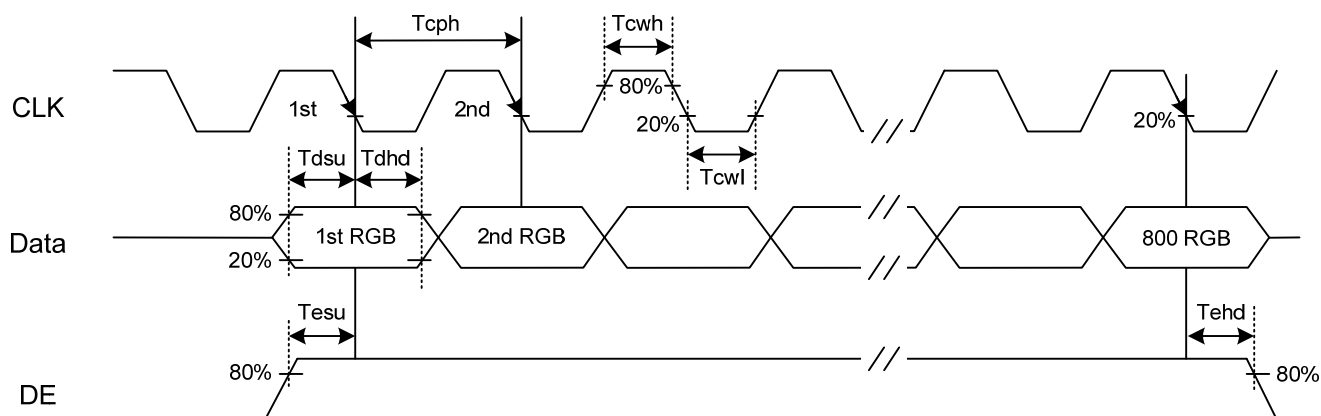 Tcph
Tcwh
CLK
1st
2nd
80%
20%
20%
Tdsu
Tdhd
Tcwl
80%
Data
1st RGB
2nd RGB
800 RGB
20%
Tesu
Tehd
80%
80%
DE